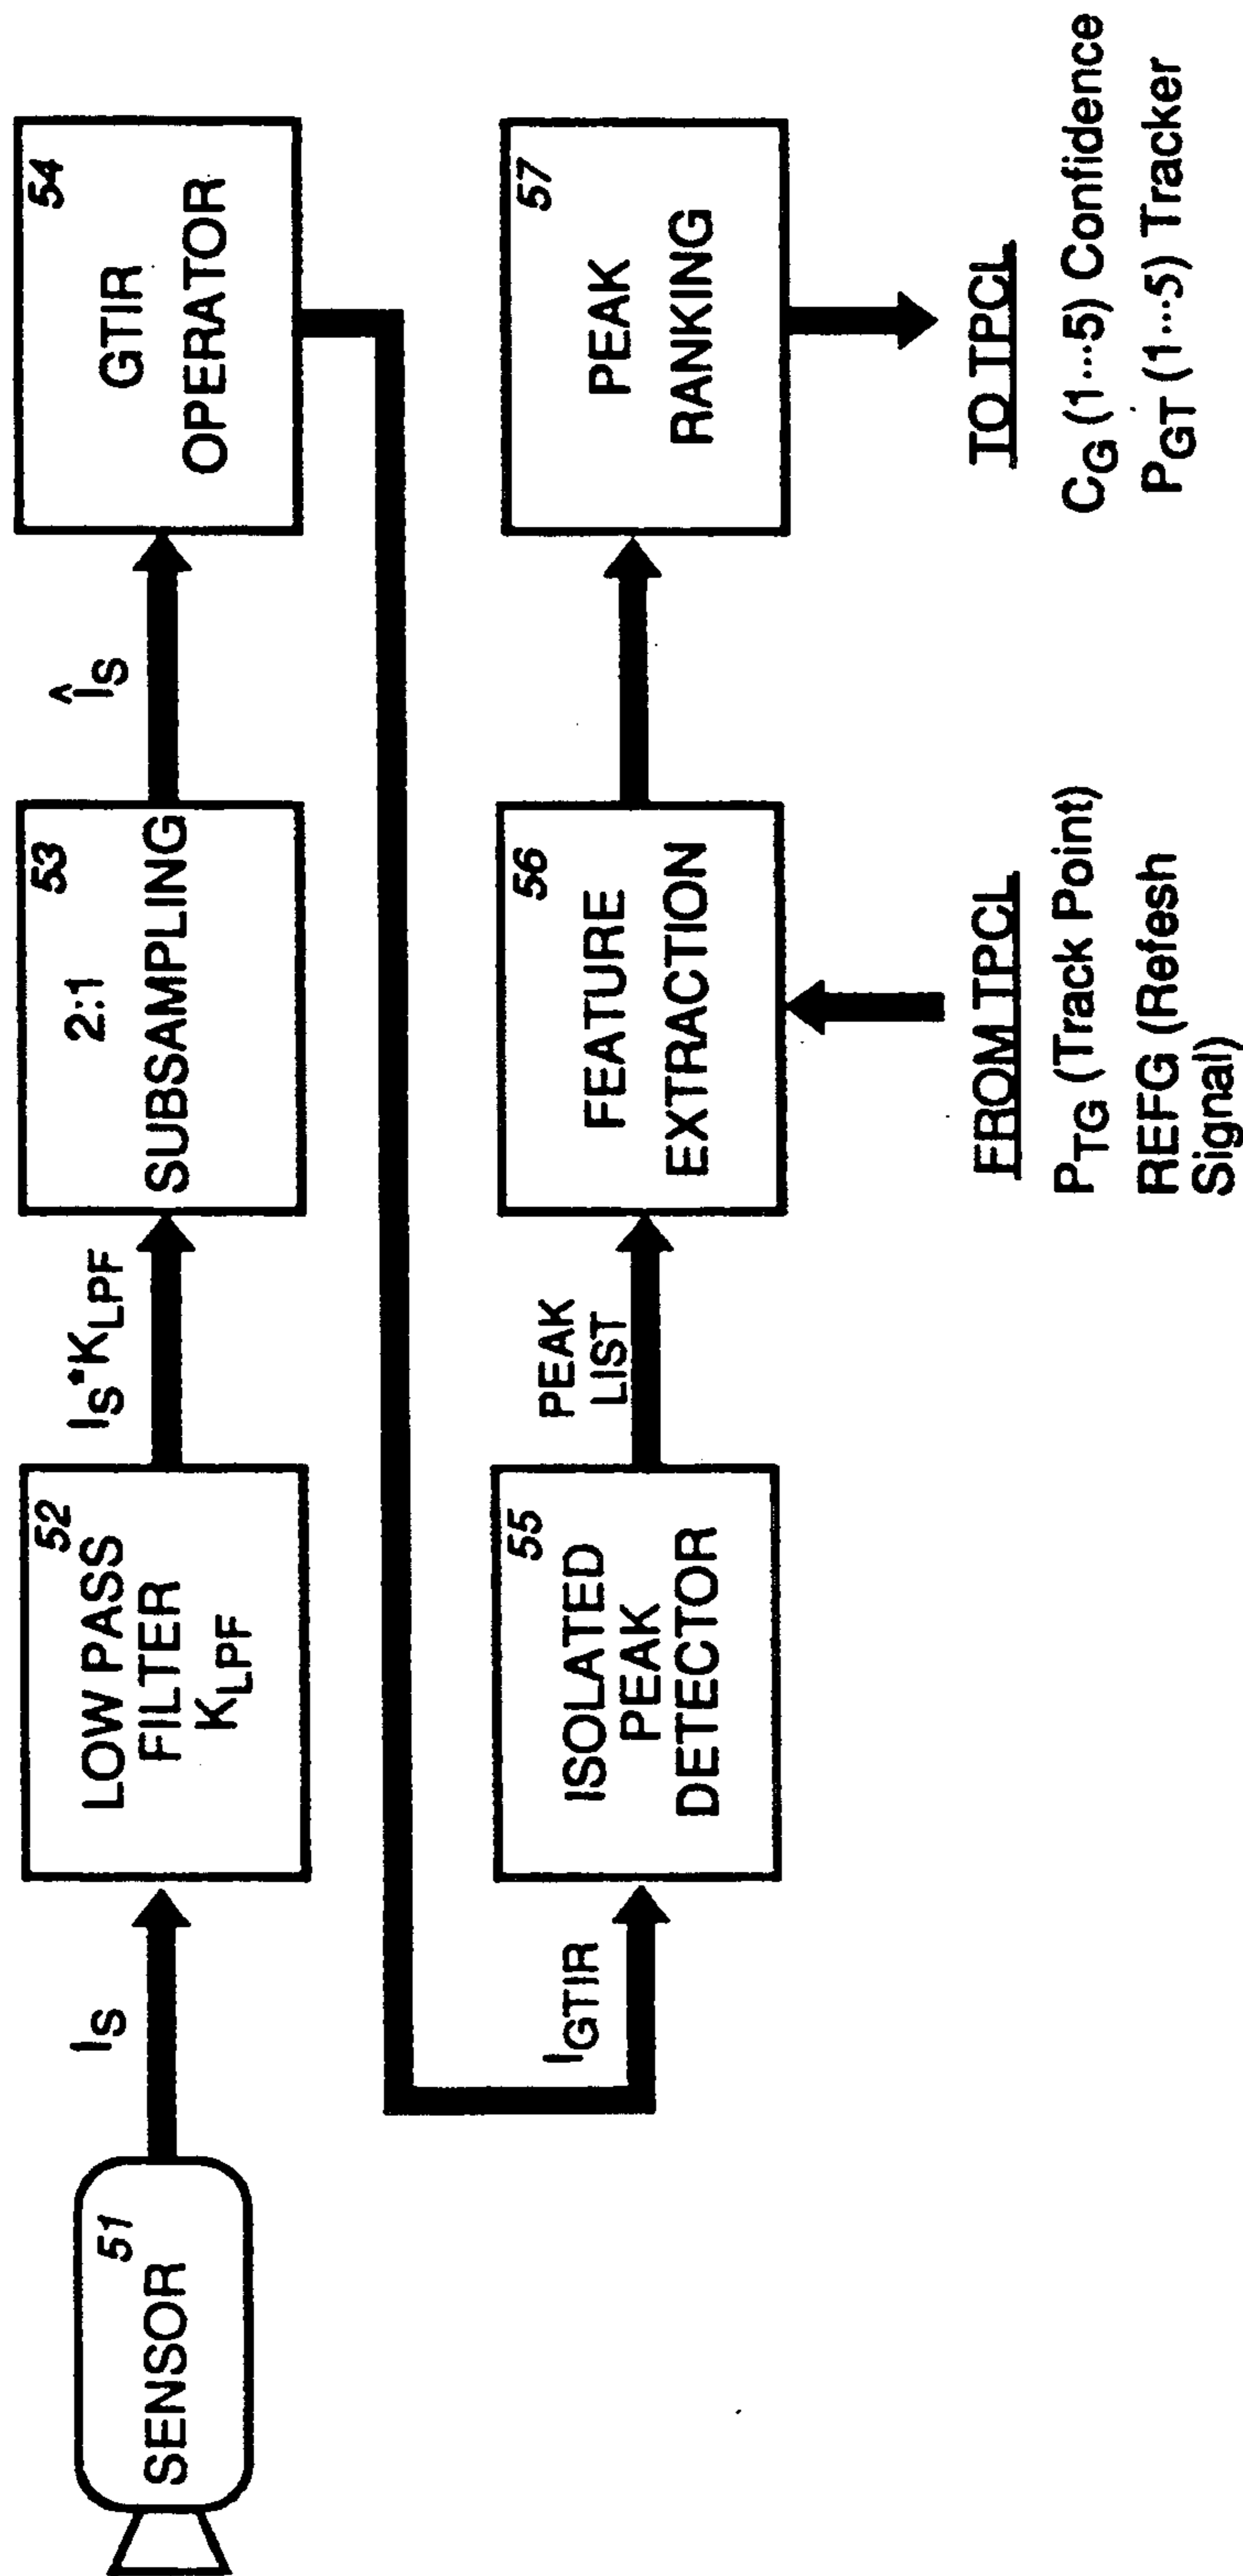 51
SENSOR
I_S
52
LOW PASS
FILTER
K_LPF
I_S*K_LPF
53
2:1
SUBSAMPLING
Î_S
54
GTIR
OPERATOR
I_GTIR
55
ISOLATED
PEAK
DETECTOR
PEAK
LIST
56
FEATURE
EXTRACTION
57
PEAK
RANKING
FROM TPCL
P_TG (Track Point)
REFG (Refesh
Signal)
TO TPCL
C_G (1···5) Confidence
P_GT (1···5) Tracker